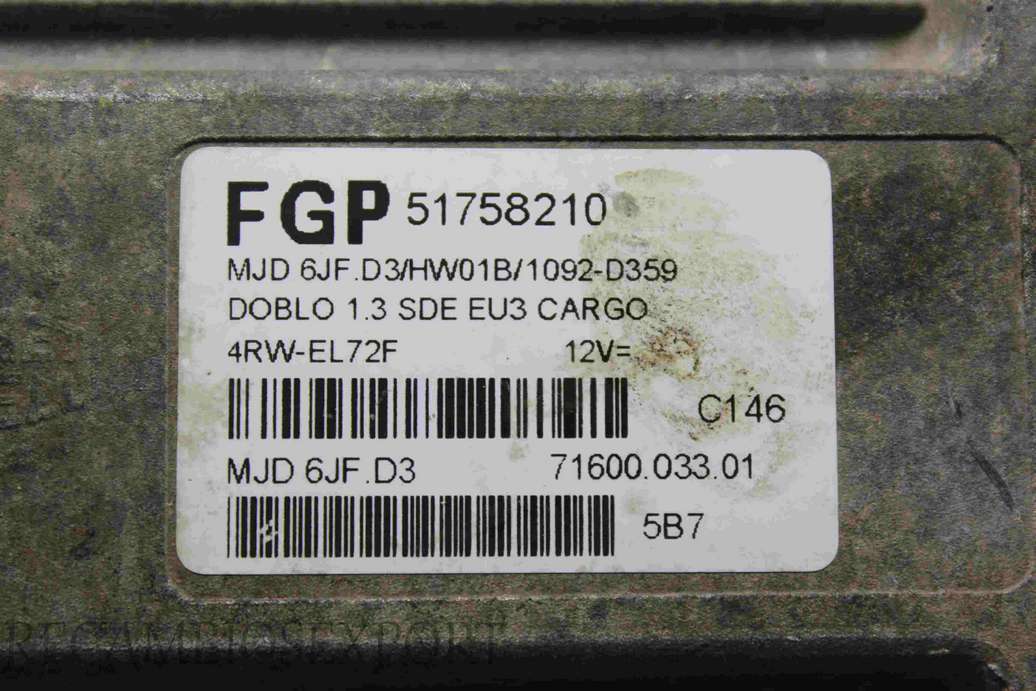 FGP 51758210
MJD 6JF.D3/HW01B/1092-D359
DOBLO 1.3 SDE EU3 CARGO
4RW-EL72F 12V=
C146
MJD 6JF.D3 71600.033.01
5B7
RECAMBIOSEXPORT